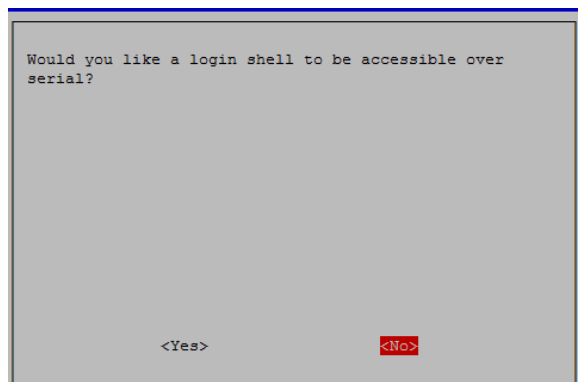 Would you like a login shell to be accessible over
serial?
<Yes> <No>